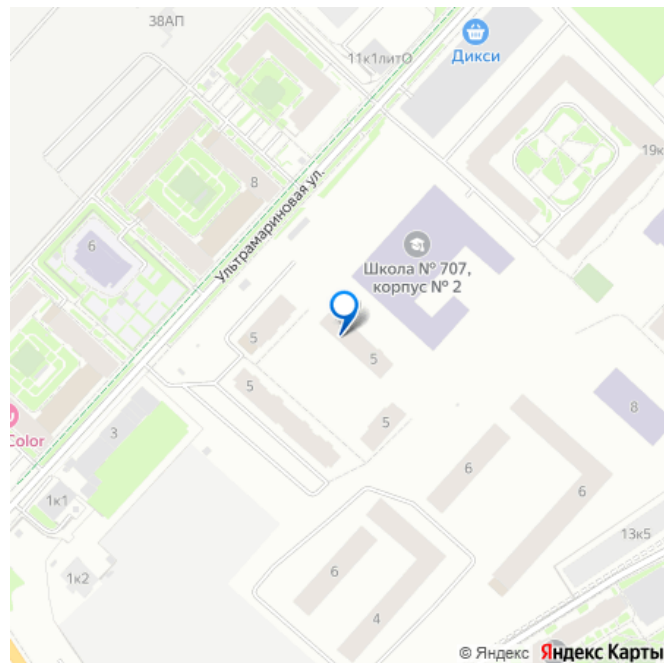 38АП
11к1литО
Дикси
19к
8
Ультрамариновая ул.
6
Школа № 707,
корпус № 2
5
5
5
5
8
Color
3
6
6
1к1
13к5
6
1к2
4
© Яндекс Яндекс Карты